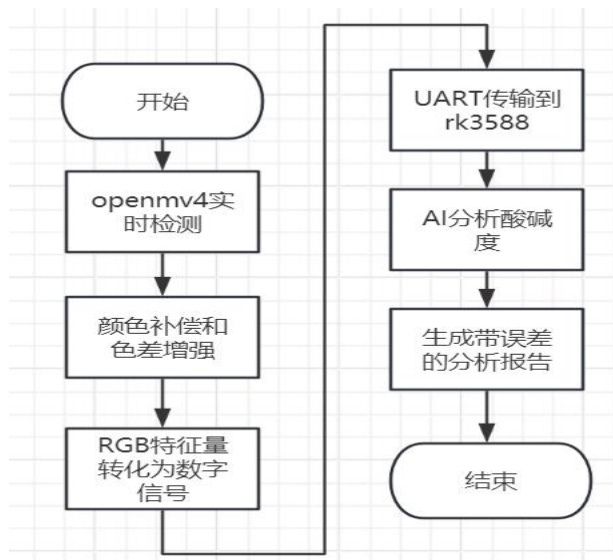 开始
openmv4实
时检测
颜色补偿和
色差增强
RGB特征量
转化为数字
信号
UART传输到
rk3588
AI分析酸碱
度
生成带误差
的分析报告
结束